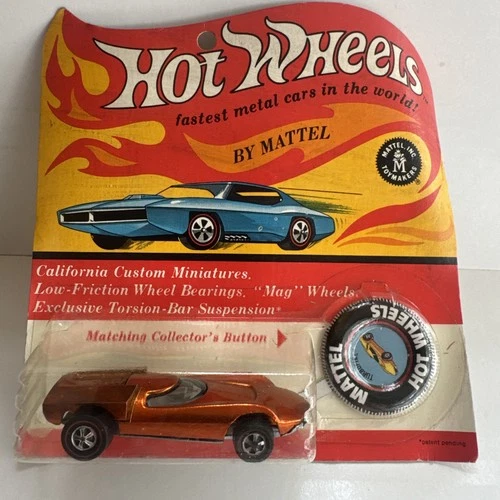 HOT WHEELS™
fastest metal cars in the world!
BY MATTEL
MATTEL, INC.
M
TOYMAKERS
California Custom Miniatures.
Low-Friction Wheel Bearings. "Mag" Wheels.
Exclusive Torsion-Bar Suspension*
Matching Collector's Button
HOT WHEELS
MATTEL
*patent pending